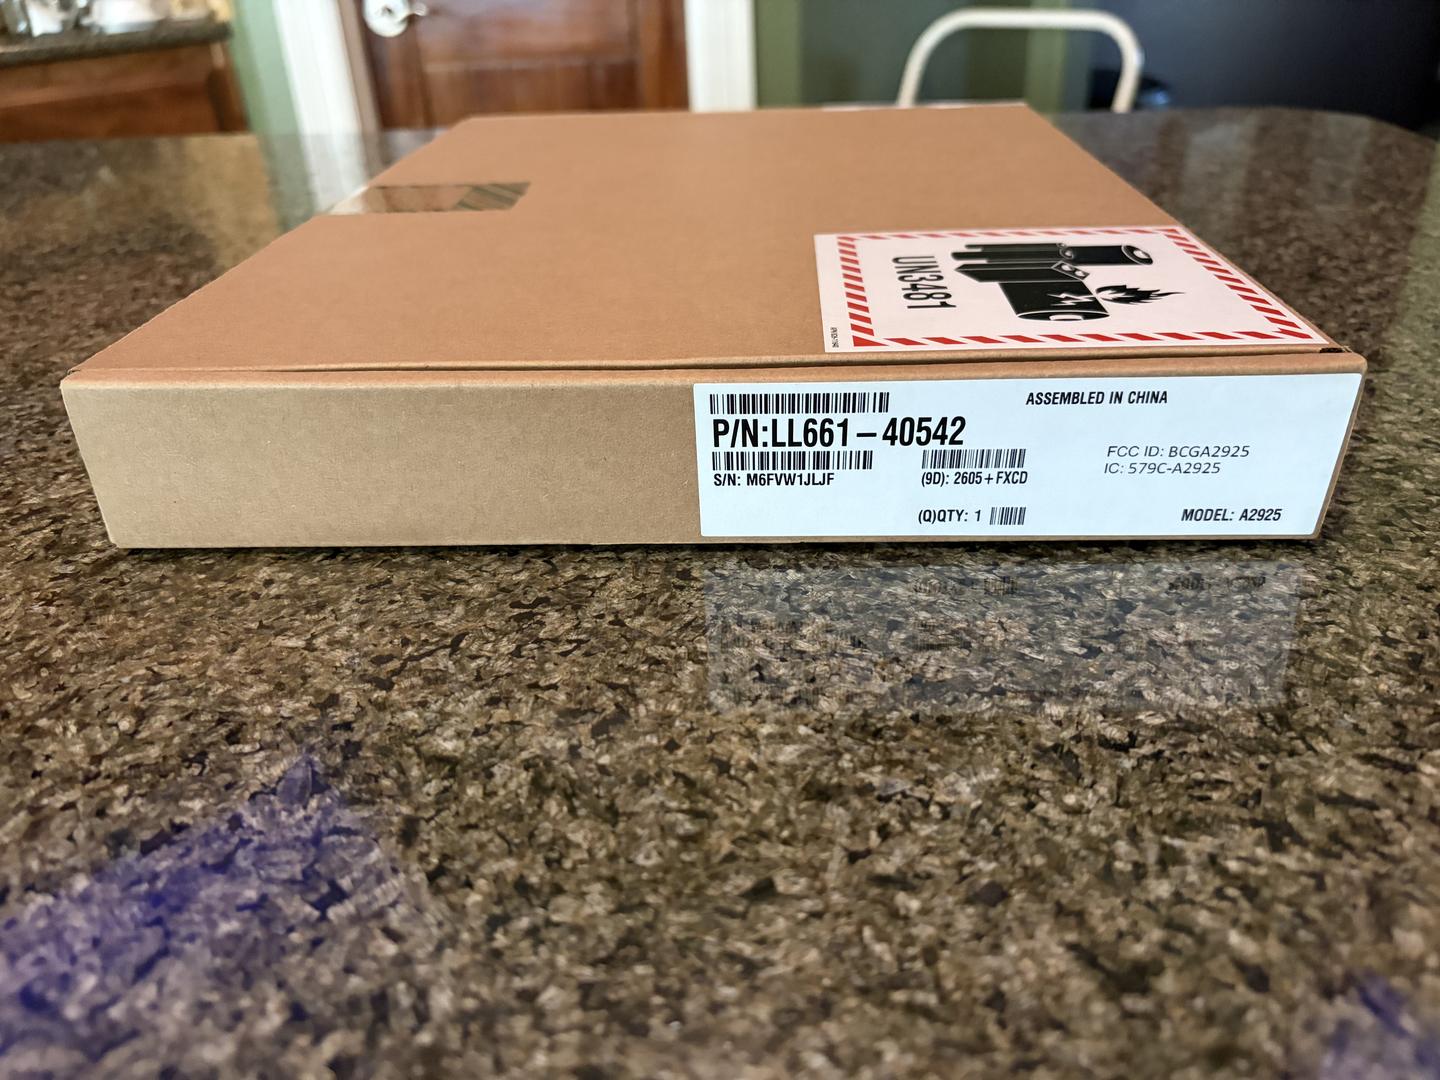 UN3481
ASSEMBLED IN CHINA
P/N:LL661-40542
S/N: M6FVW1JLJF
(9D): 2605+FXCD
FCC ID: BCGA2925
IC: 579C-A2925
(Q)QTY: 1
MODEL: A2925